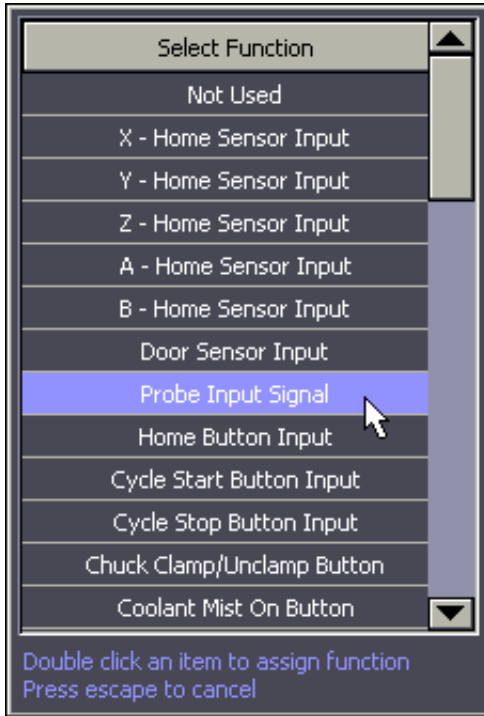 Select Function
Not Used
X - Home Sensor Input
Y - Home Sensor Input
Z - Home Sensor Input
A - Home Sensor Input
B - Home Sensor Input
Door Sensor Input
Probe Input Signal
Home Button Input
Cycle Start Button Input
Cycle Stop Button Input
Chuck Clamp/Unclamp Button
Coolant Mist On Button
Double click an item to assign function
Press escape to cancel